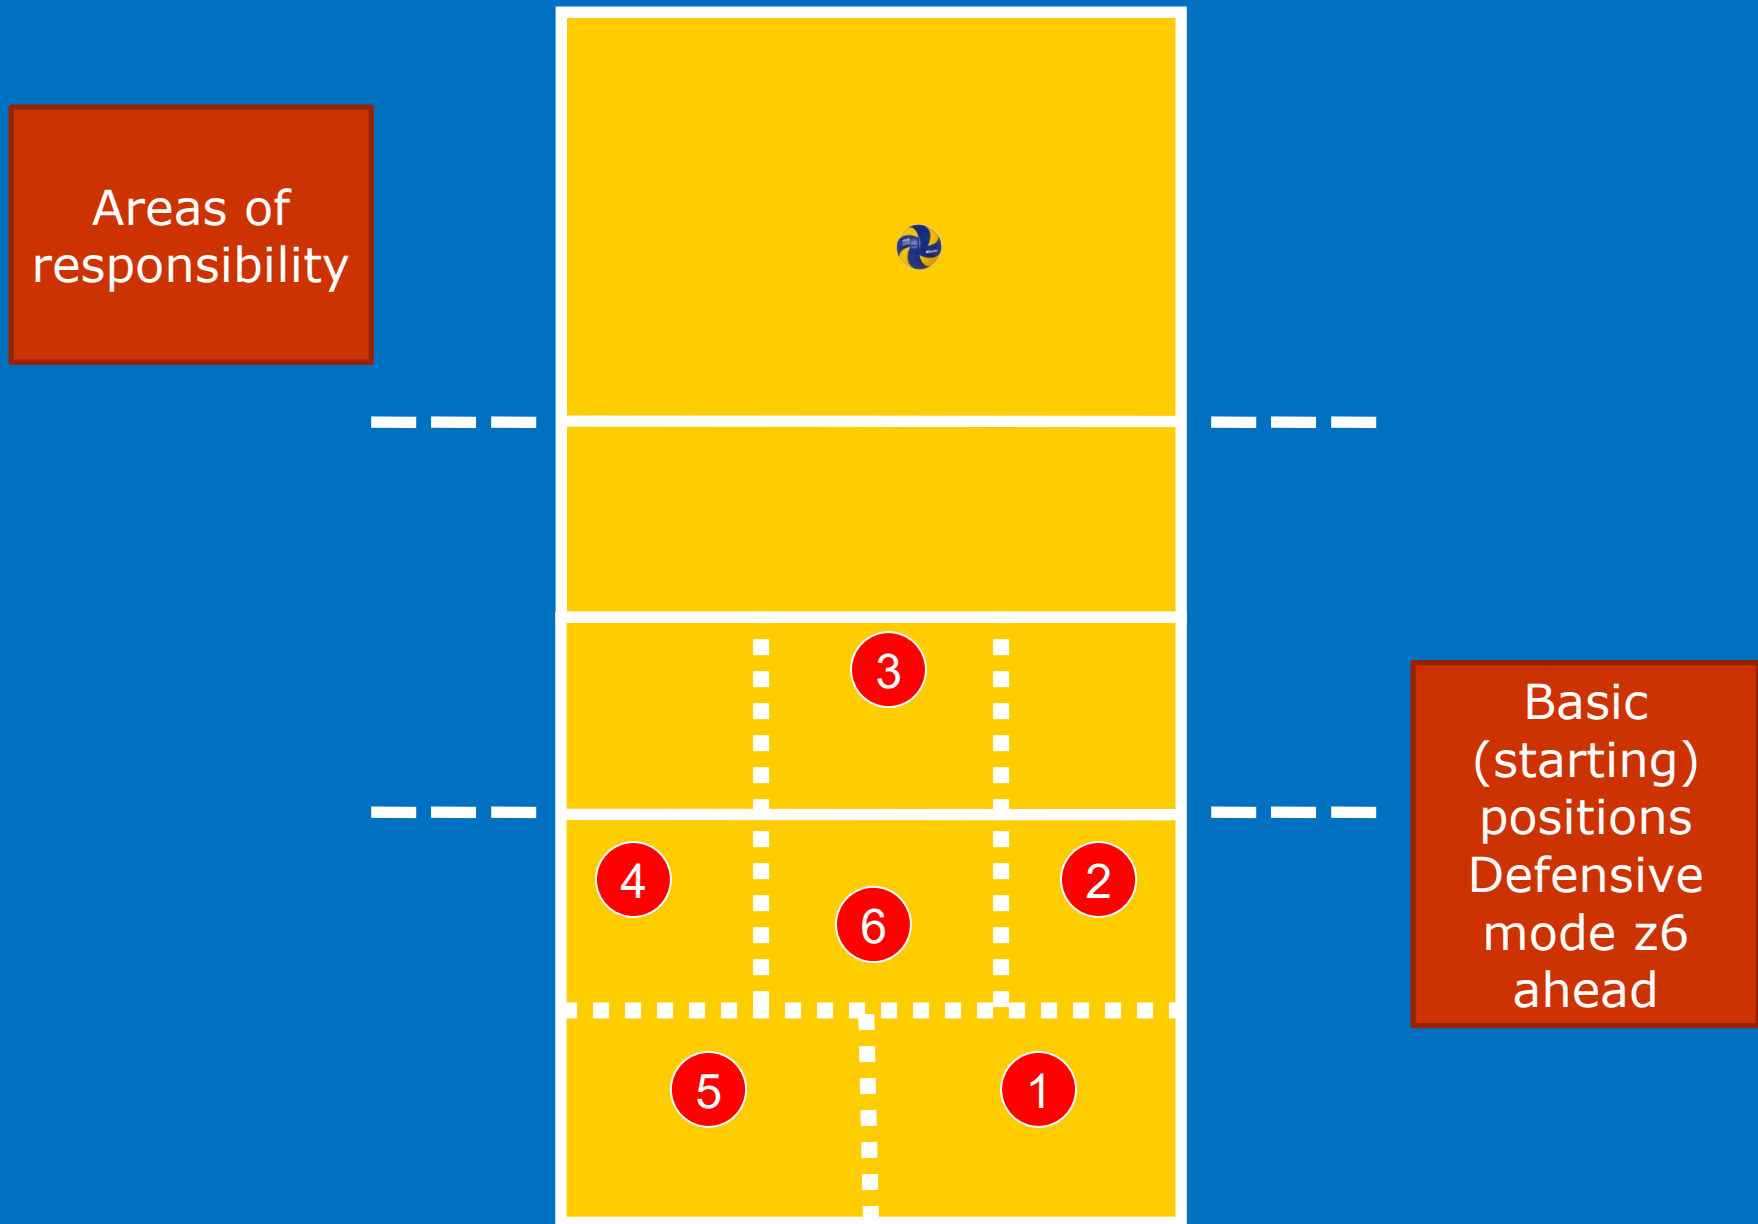 Areas of
responsibility
3
Basic
(starting)
positions
Defensive
mode z6
ahead
4
2
6
5
1